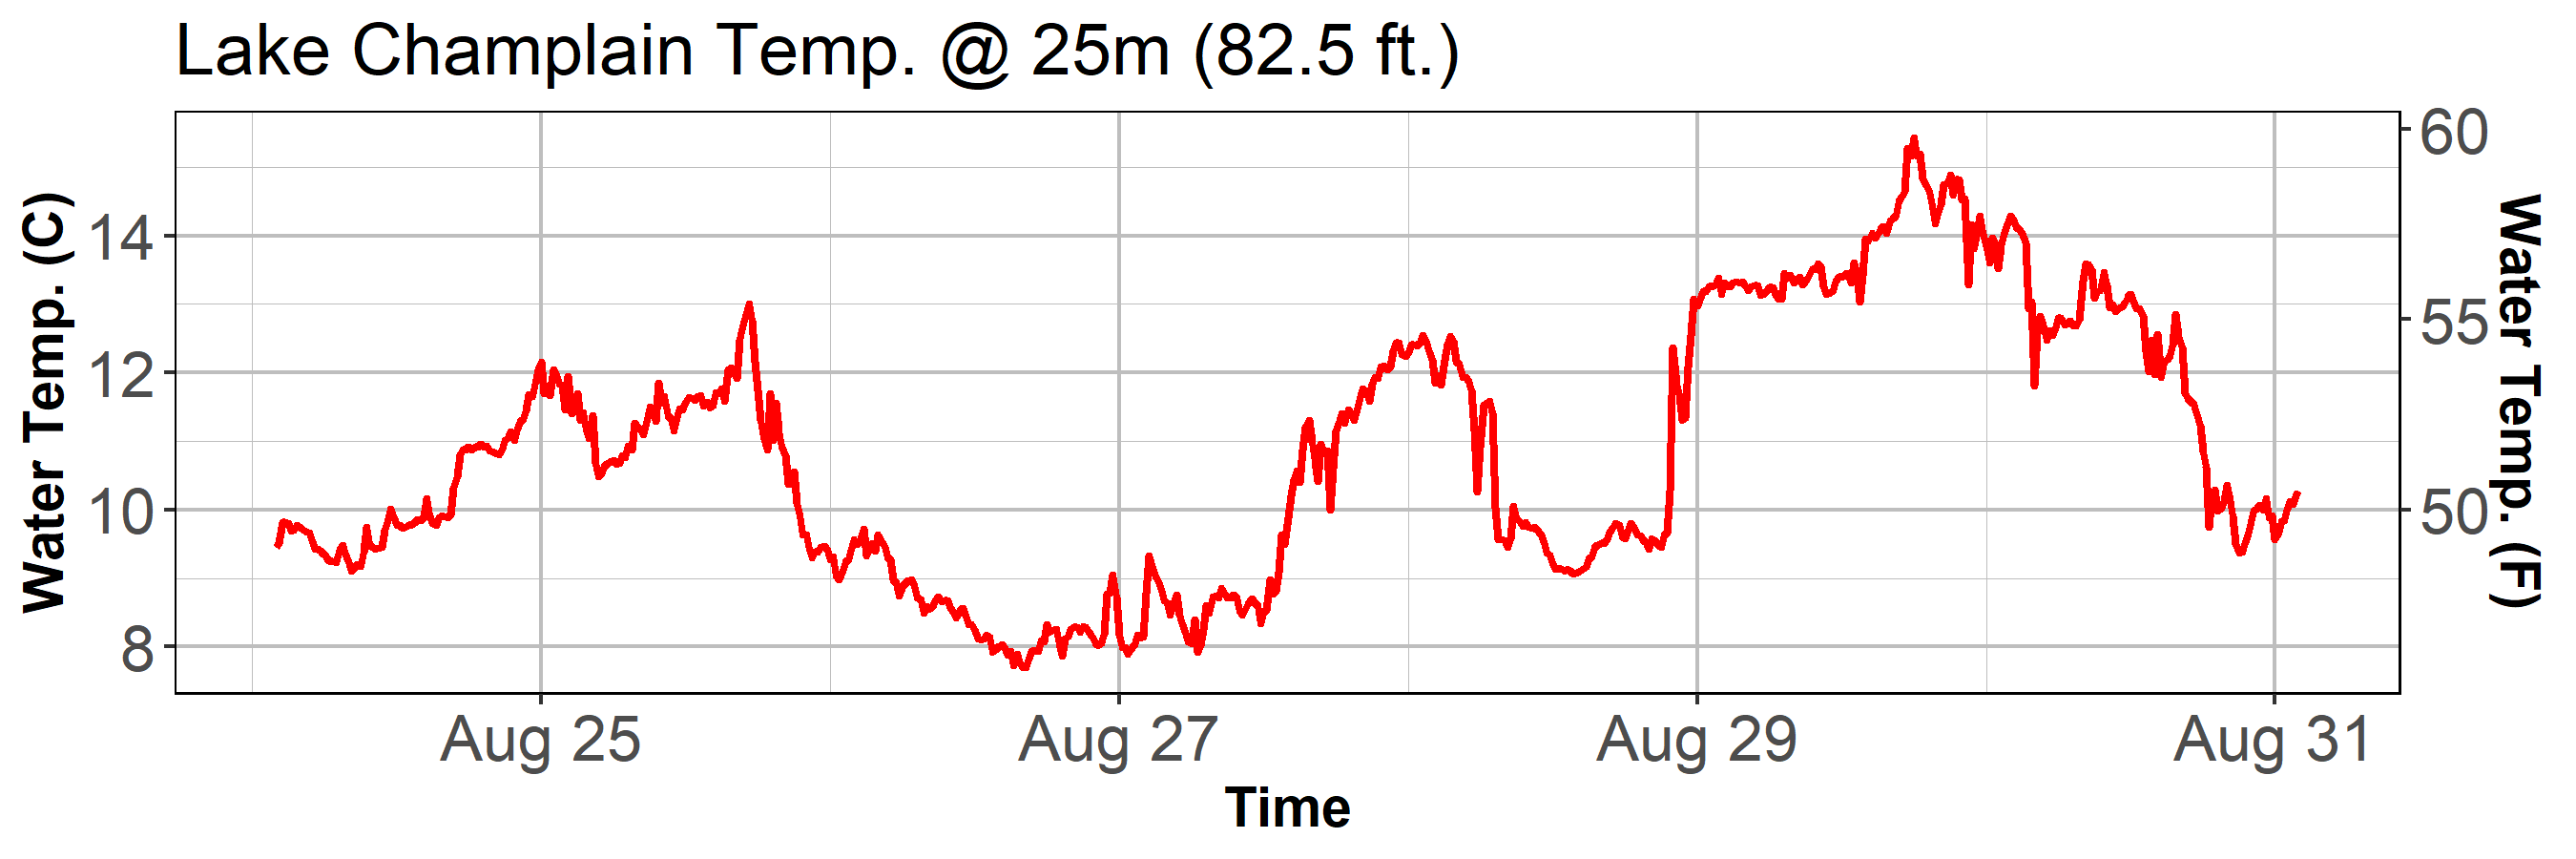 Lake Champlain Temp. @ 25m (82.5 ft.)
Water Temp. (C)
14
12
10
8
60
55
50
Water Temp. (F)
Aug 25 Aug 27 Aug 29 Aug 31
Time